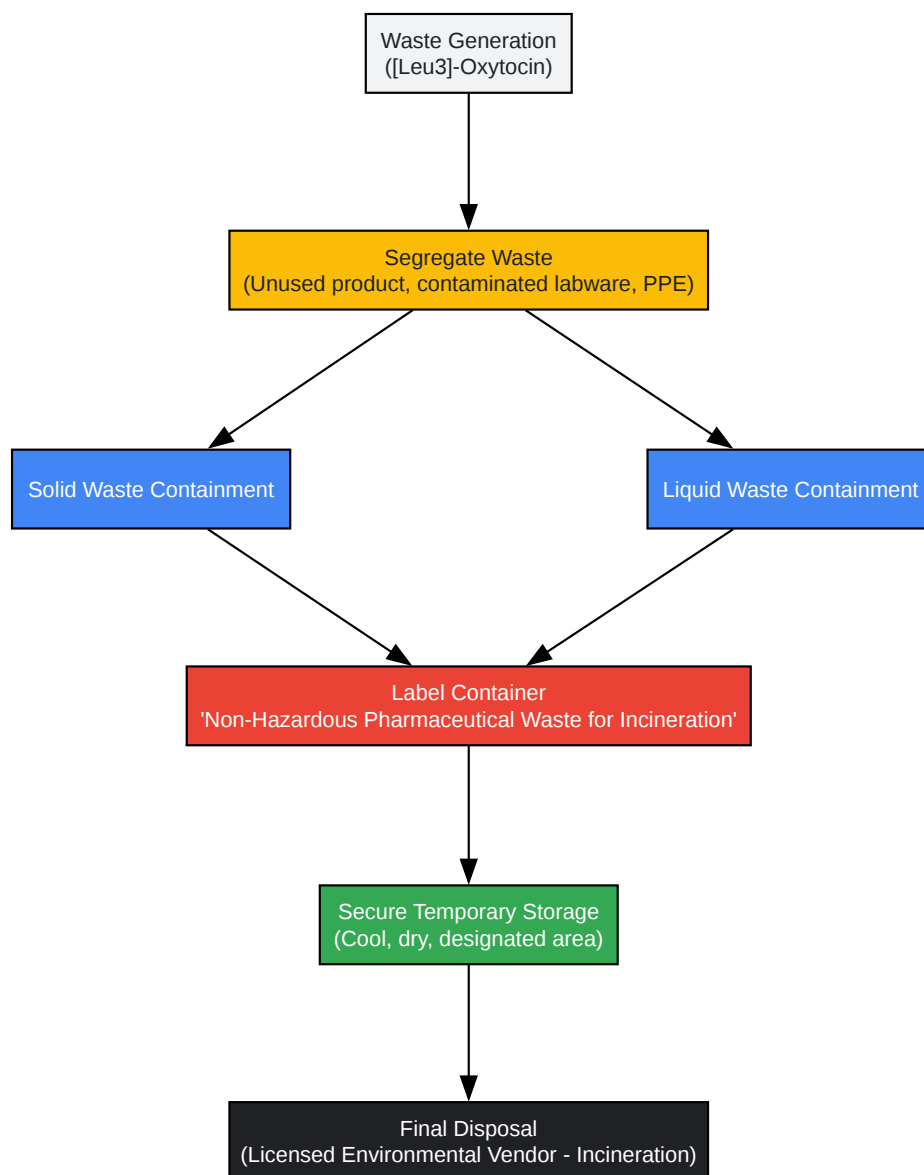 Waste Generation
([Leu3]-Oxytocin)
Segregate Waste
(Unused product, contaminated labware, PPE)
Solid Waste Containment
Liquid Waste Containment
Label Container
'Non-Hazardous Pharmaceutical Waste for Incineration'
Secure Temporary Storage
(Cool, dry, designated area)
Final Disposal
(Licensed Environmental Vendor - Incineration)